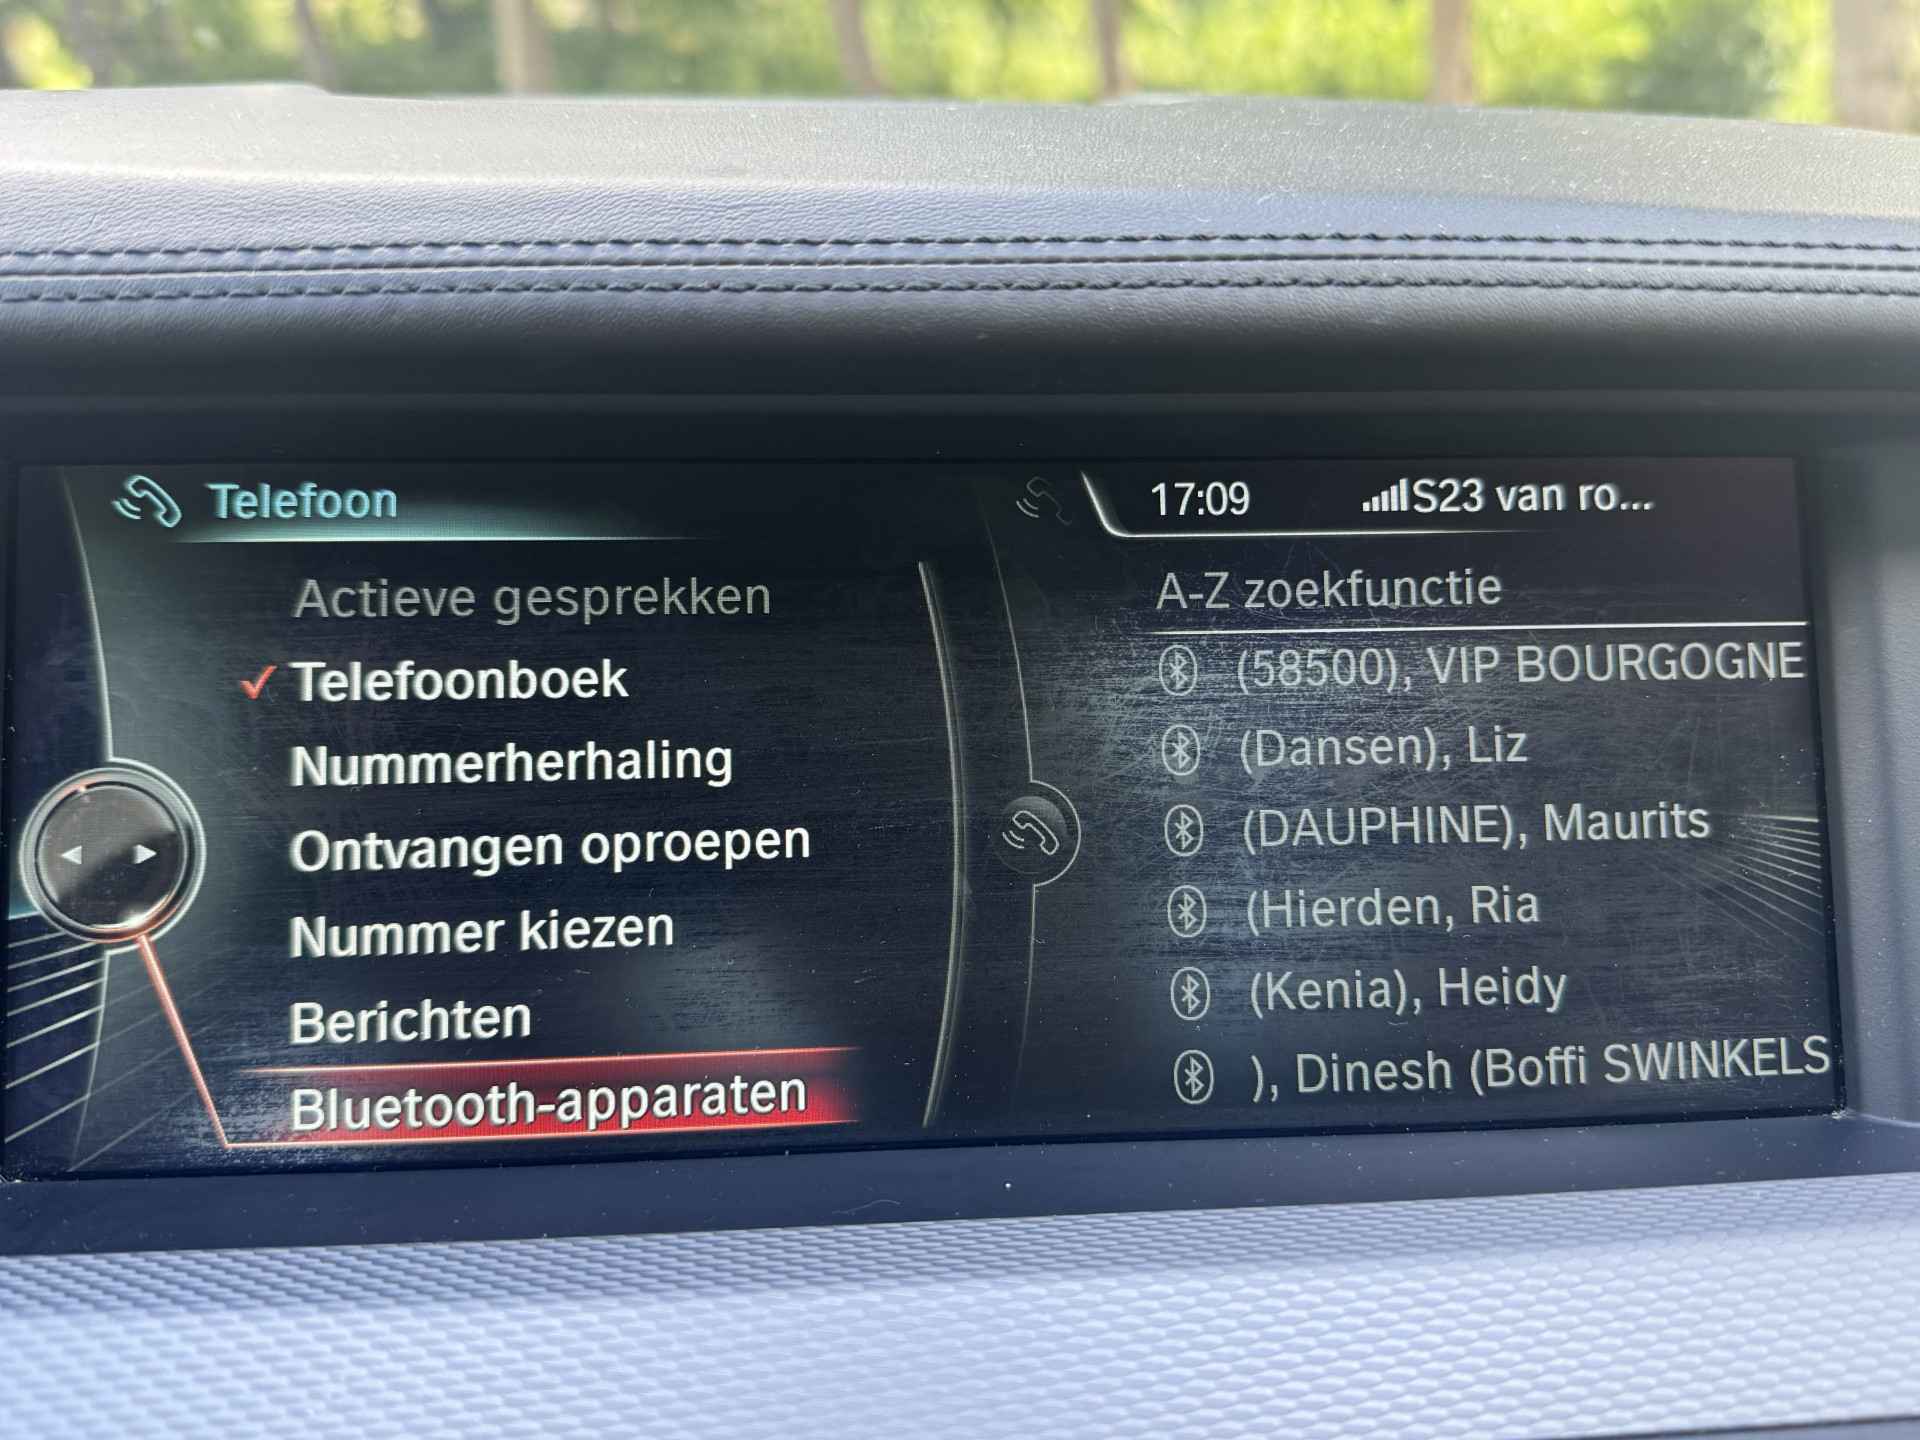 Telefoon
17:09 S23 van ro...
Actieve gesprekken
Telefoonboek
Nummerherhaling
Ontvangen oproepen
Nummer kiezen
Berichten
Bluetooth-apparaten
A-Z zoekfunctie
(58500), VIP BOURGOGNE
(Dansen), Liz
(DAUPHINE), Maurits
(Hierden, Ria
(Kenia), Heidy
), Dinesh (Boffi SWINKELS